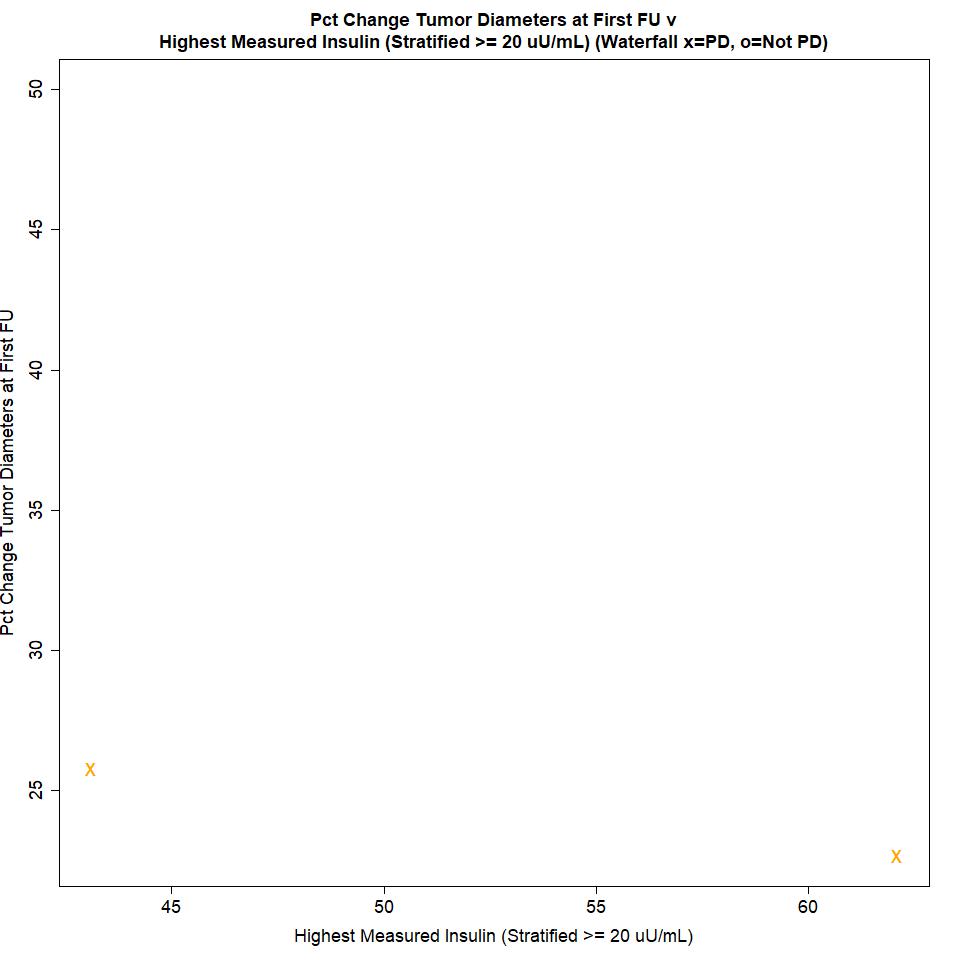 Pct Change Tumor Diameters at First FU v
Highest Measured Insulin (Stratified >= 20 uU/mL) (Waterfall x=PD, o=Not PD)
Pct Change Tumor Diameters at First FU
50
45
40
35
30
25
X
X
45
50
55
60
Highest Measured Insulin (Stratified >= 20 uU/mL)